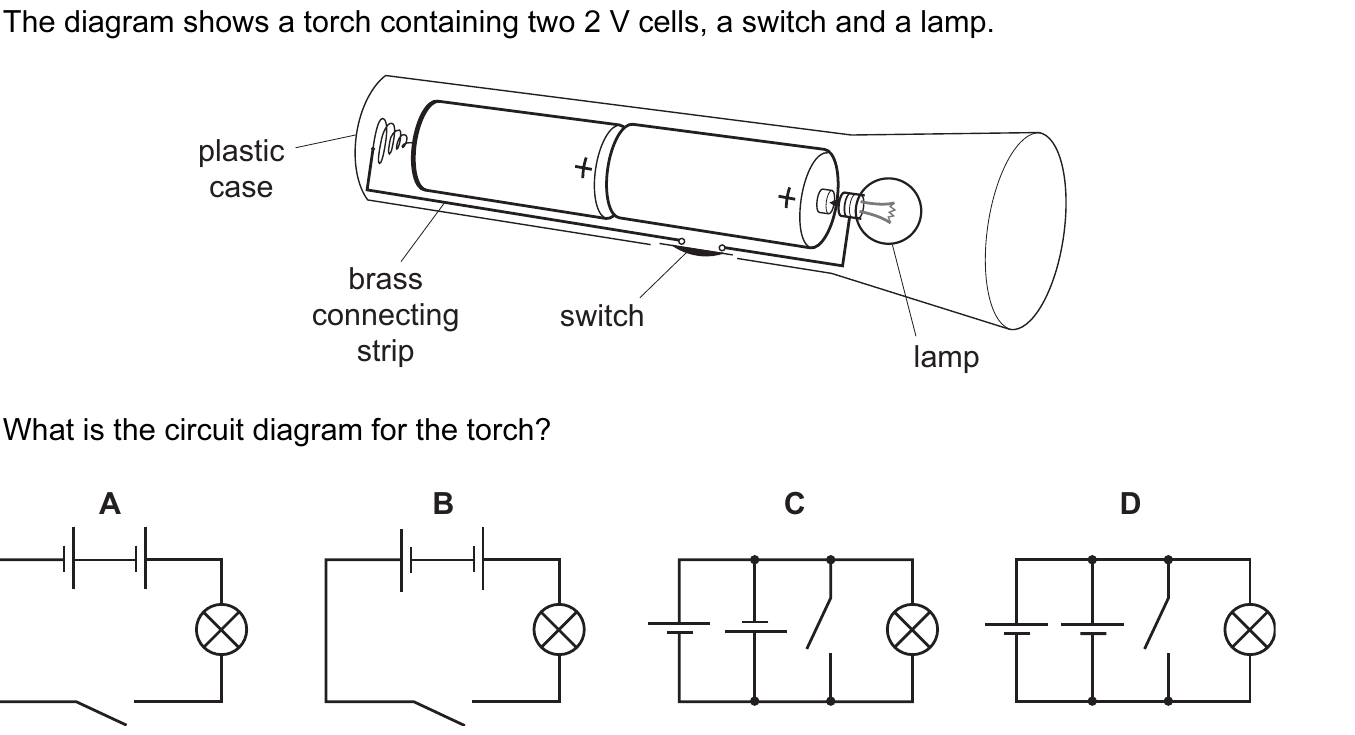 The diagram shows a torch containing two 2 V cells, a switch and a lamp.
plastic
case
+
+
brass
connecting
strip
switch
lamp
What is the circuit diagram for the torch?
A B C D